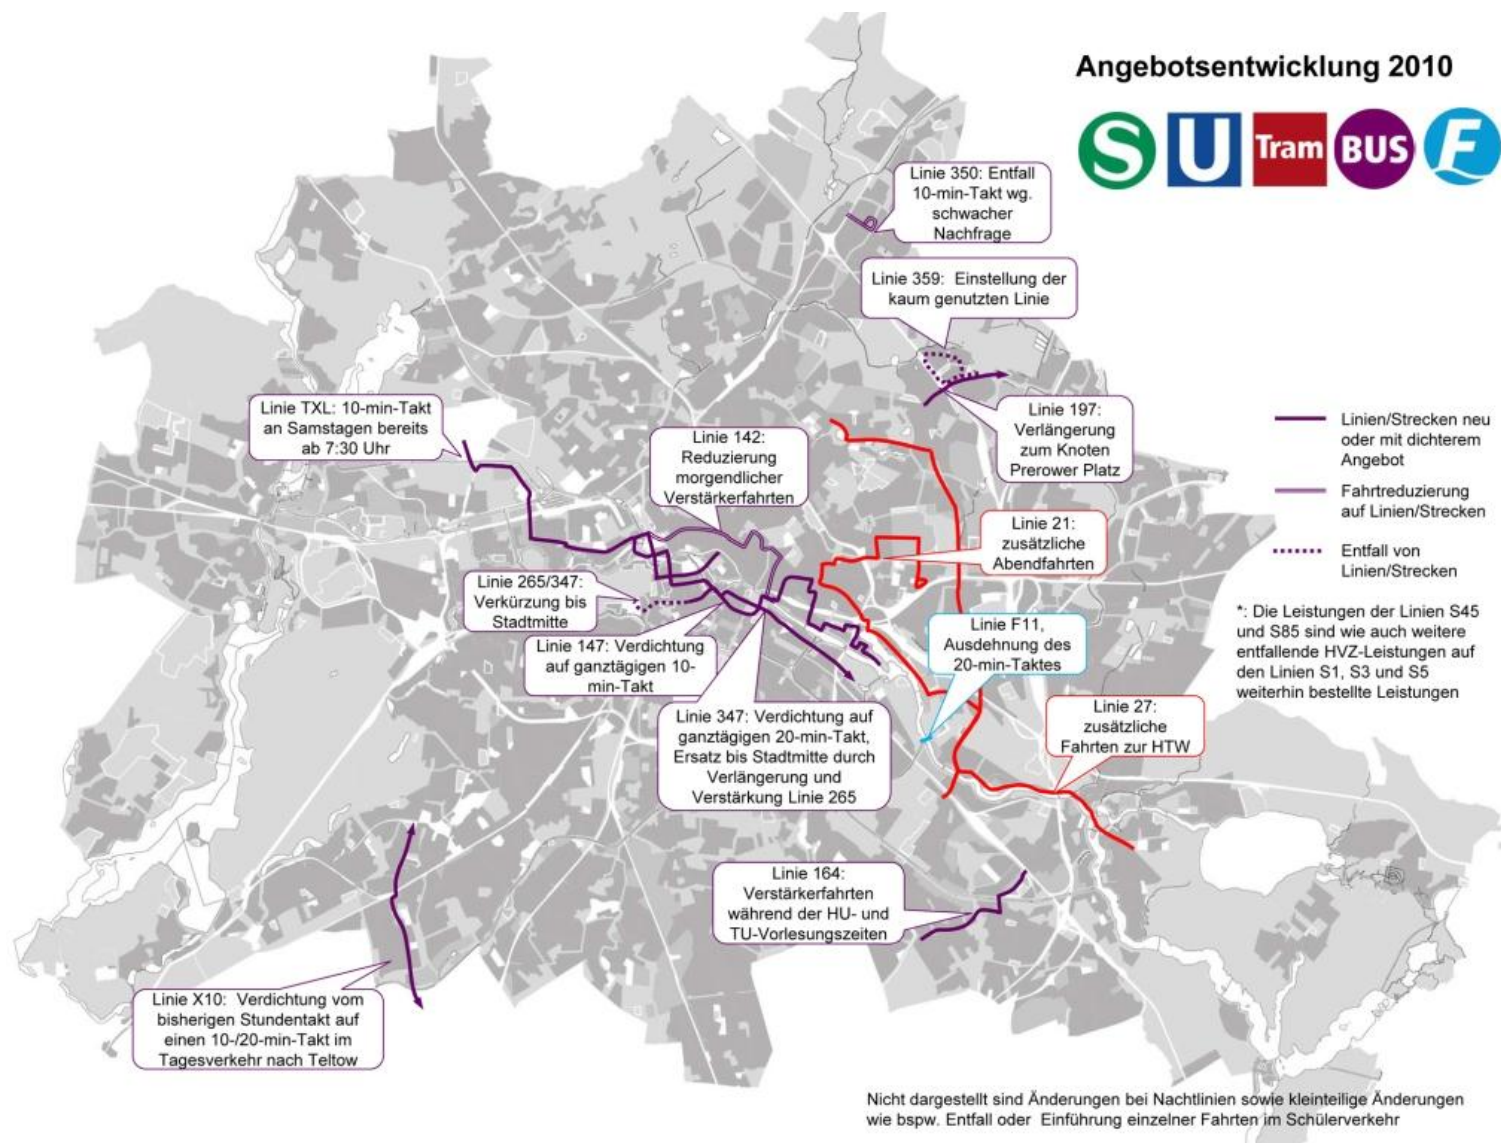 Angebotsentwicklung 2010
S U Tram BUS F
Linie 350: Entfall
10-min-Takt wg.
schwacher
Nachfrage
Linie 359:  Einstellung der
kaum genutzten Linie
Linie TXL: 10-min-Takt
an Samstagen bereits
ab 7:30 Uhr
Linie 142:
Reduzierung
morgendlicher
Verstärkerfahrten
Linie 197:
Verlängerung
zum Knoten
Prerower Platz
Linien/Strecken neu
oder mit dichterem
Angebot
Fahrtreduzierung
auf Linien/Strecken
Entfall von
Linien/Strecken
Linie 21:
zusätzliche
Abendfahrten
Linie 265/347:
Verkürzung bis
Stadtmitte
*: Die Leistungen der Linien S45
und S85 sind wie auch weitere
entfallende HVZ-Leistungen auf
den Linien S1, S3 und S5
weiterhin bestellte Leistungen
Linie F11,
Ausdehnung des
20-min-Taktes
Linie 147: Verdichtung
auf ganztägigen 10-
min-Takt
Linie 27:
zusätzliche
Fahrten zur HTW
Linie 347: Verdichtung auf
ganztägigen 20-min-Takt,
Ersatz bis Stadtmitte durch
Verlängerung und
Verstärkung Linie 265
Linie 164:
Verstärkerfahrten
während der HU- und
TU-Vorlesungszeiten
Linie X10:  Verdichtung vom
bisherigen Stundentakt auf
einen 10-/20-min-Takt im
Tagesverkehr nach Teltow
Nicht dargestellt sind Änderungen bei Nachtlinien sowie kleinteilige Änderungen
wie bspw. Entfall oder  Einführung einzelner Fahrten im Schülerverkehr